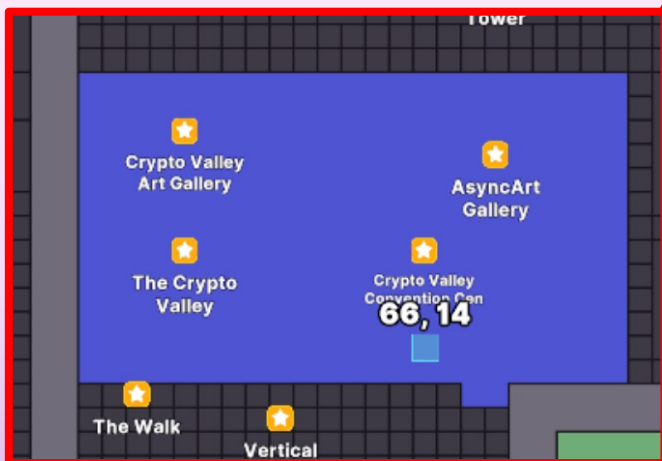 Tower
Crypto Valley
Art Gallery
AsyncArt
Gallery
The Crypto
Valley
Crypto Valley
Convention Cen
66, 14
The Walk
Vertical